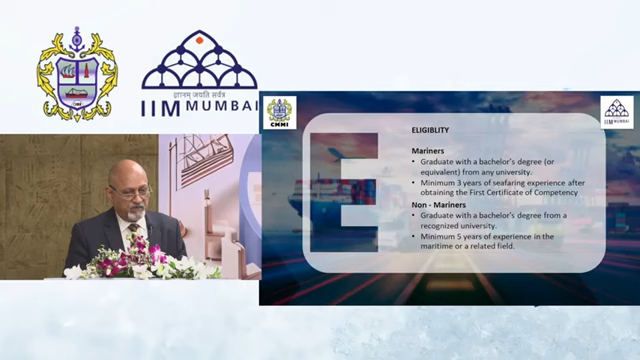 ज्ञानम् जयति सर्वत्र
IIM MUMBAI
CMMI
IIM MUMBAI
E
ELIGIBLITY
Mariners
• Graduate with a bachelor's degree (or
equivalent) from any university.
• Minimum 3 years of seafaring experience after
obtaining the First Certificate of Competency
Non - Mariners
• Graduate with a bachelor's degree from a
recognized university.
• Minimum 5 years of experience in the
maritime or a related field.